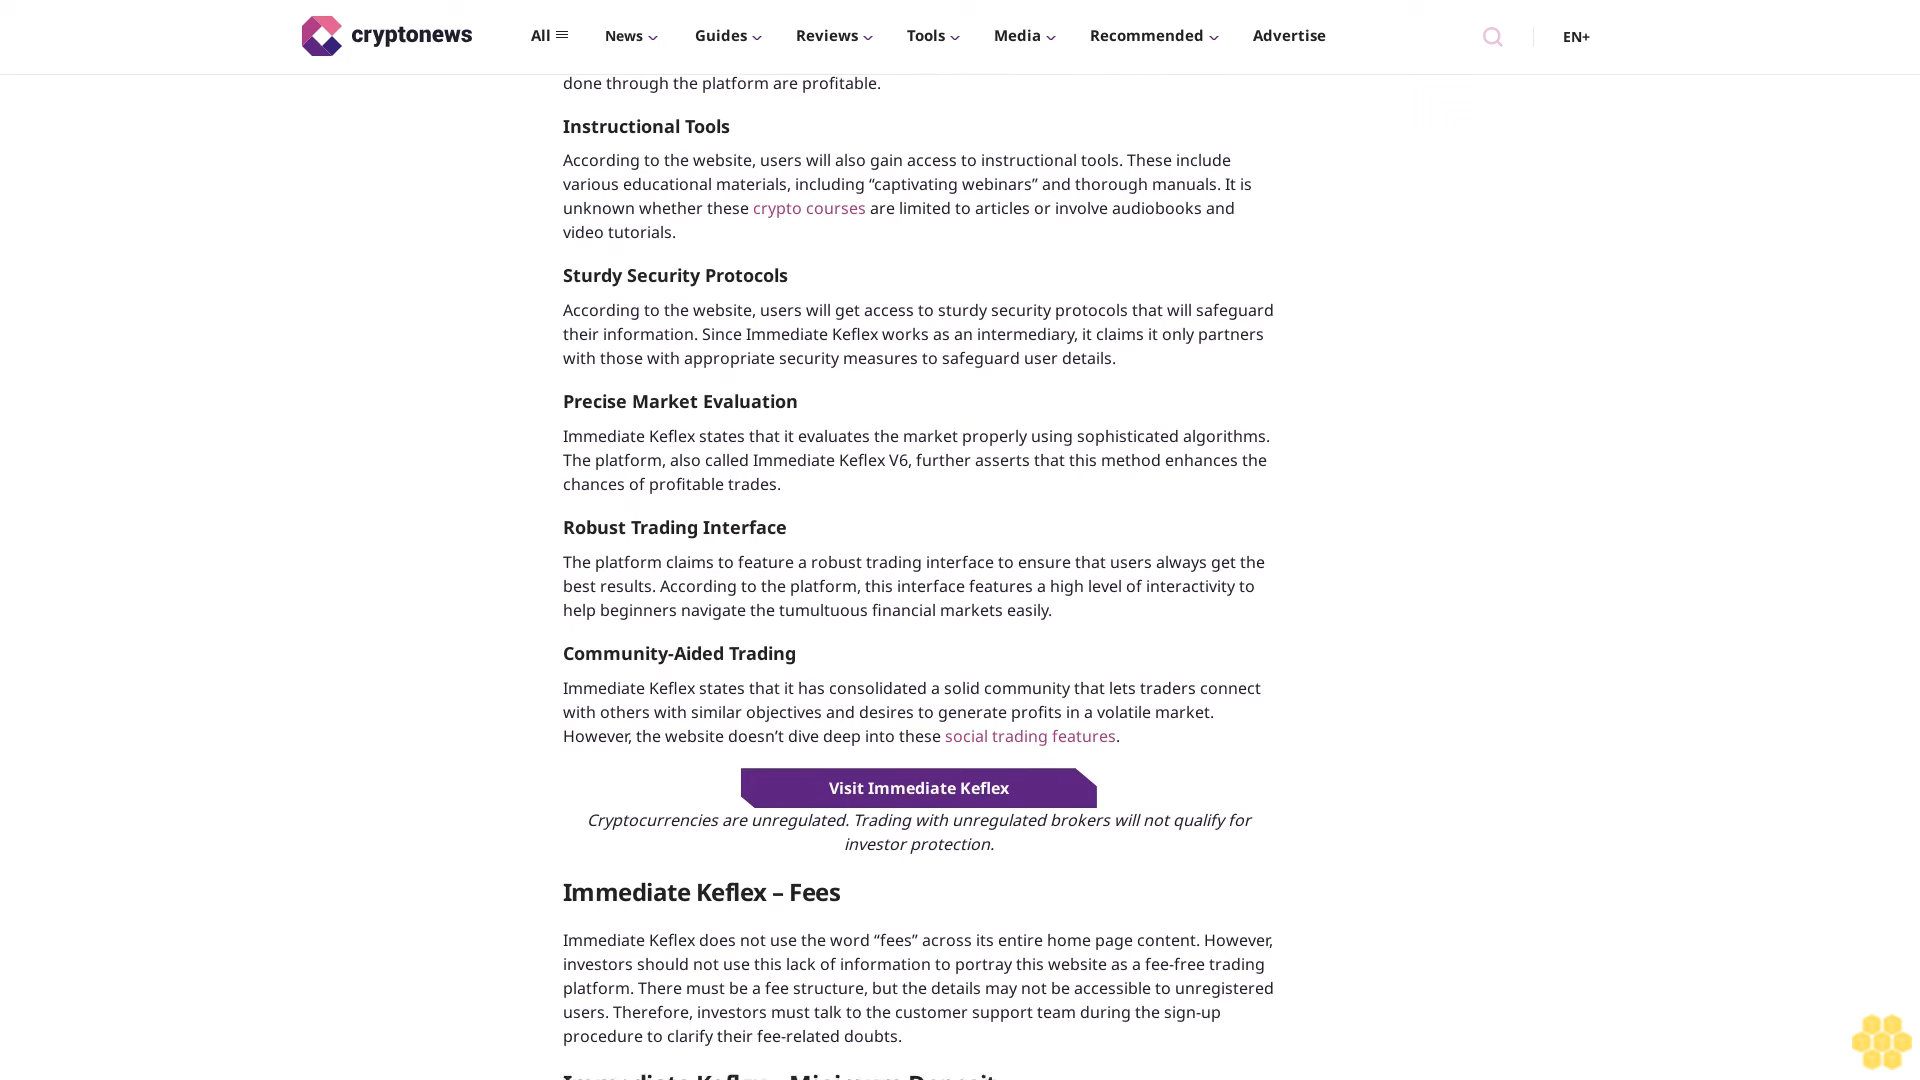 cryptonews
All
News
Guides
Reviews
Tools
Media
Recommended
Advertise
EN+
done through the platform are profitable.
Instructional Tools
According to the website, users will also gain access to instructional tools. These include
various educational materials, including “captivating webinars” and thorough manuals. It is
unknown whether these crypto courses are limited to articles or involve audiobooks and
video tutorials.
Sturdy Security Protocols
According to the website, users will get access to sturdy security protocols that will safeguard
their information. Since Immediate Keflex works as an intermediary, it claims it only partners
with those with appropriate security measures to safeguard user details.
Precise Market Evaluation
Immediate Keflex states that it evaluates the market properly using sophisticated algorithms.
The platform, also called Immediate Keflex V6, further asserts that this method enhances the
chances of profitable trades.
Robust Trading Interface
The platform claims to feature a robust trading interface to ensure that users always get the
best results. According to the platform, this interface features a high level of interactivity to
help beginners navigate the tumultuous financial markets easily.
Community-Aided Trading
Immediate Keflex states that it has consolidated a solid community that lets traders connect
with others with similar objectives and desires to generate profits in a volatile market.
However, the website doesn’t dive deep into these social trading features.
Visit Immediate Keflex
Cryptocurrencies are unregulated. Trading with unregulated brokers will not qualify for
investor protection.
Immediate Keflex – Fees
Immediate Keflex does not use the word “fees” across its entire home page content. However,
investors should not use this lack of information to portray this website as a fee-free trading
platform. There must be a fee structure, but the details may not be accessible to unregistered
users. Therefore, investors must talk to the customer support team during the sign-up
procedure to clarify their fee-related doubts.
Immediate Keflex – Minimum Deposit